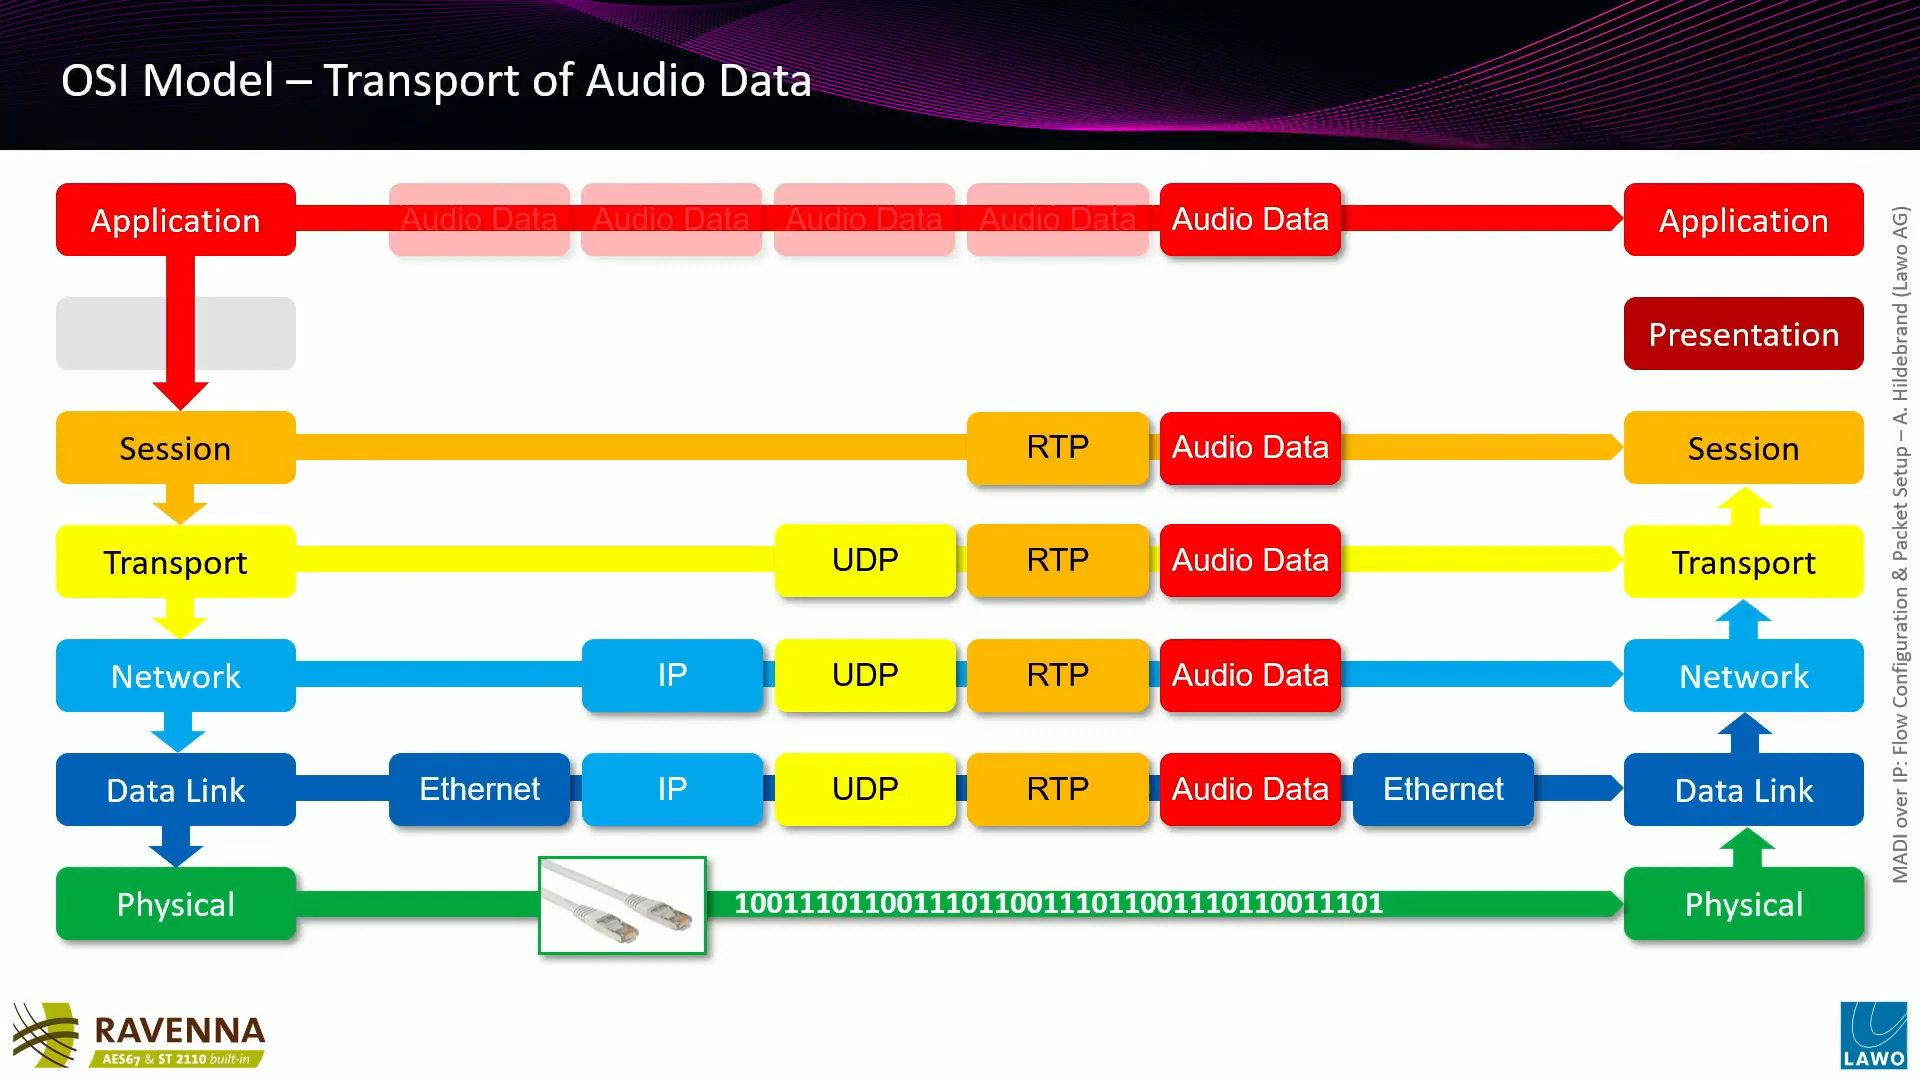 OSI Model – Transport of Audio Data
Application
Audio Data
Audio Data
Audio Data
Audio Data
Audio Data
Application
Presentation
Session
RTP
Audio Data
Session
Transport
UDP
RTP
Audio Data
Transport
Network
IP
UDP
RTP
Audio Data
Network
Data Link
Ethernet
IP
UDP
RTP
Audio Data
Ethernet
Data Link
Physical
1001110110011101100111011001110110011101
Physical
MADI over IP: Flow Configuration & Packet Setup – A. Hildebrand (Lawo AG)
RAVENNA
AES67 & ST 2110 built-in
LAWO